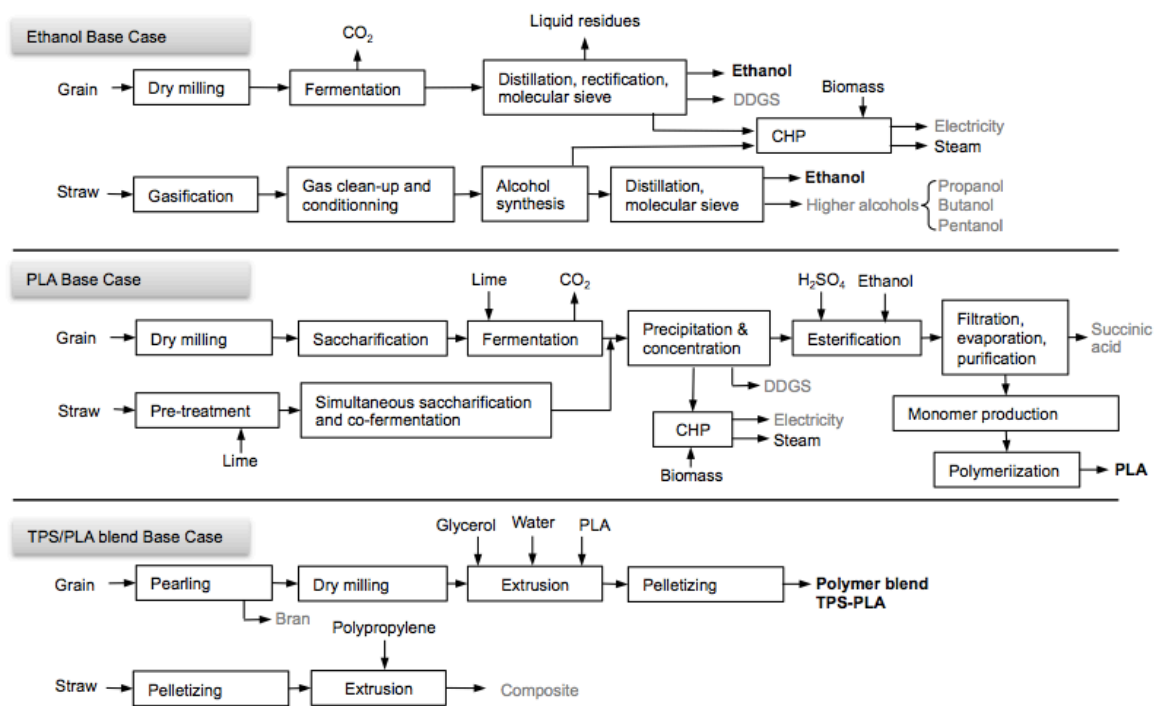 Ethanol Base Case
CO2
Liquid residues
Grain
Dry milling
Fermentation
Distillation, rectification,
molecular sieve
Ethanol
DDGS
Biomass
CHP
Electricity
Steam
Straw
Gasification
Gas clean-up and
conditionning
Alcohol
synthesis
Distillation,
molecular sieve
Ethanol
Higher alcohols
Propanol
Butanol
Pentanol
PLA Base Case
Lime
CO2
H2SO4
Ethanol
Grain
Dry milling
Saccharification
Fermentation
Precipitation &
concentration
Esterification
Filtration,
evaporation,
purification
Succinic
acid
DDGS
Straw
Pre-treatment
Simultaneous saccharification
and co-fermentation
CHP
Electricity
Steam
Monomer production
Lime
Biomass
Polymeriization
PLA
TPS/PLA blend Base Case
Glycerol
Water
PLA
Grain
Pearling
Dry milling
Extrusion
Pelletizing
Polymer blend
TPS-PLA
Bran
Polypropylene
Straw
Pelletizing
Extrusion
Composite